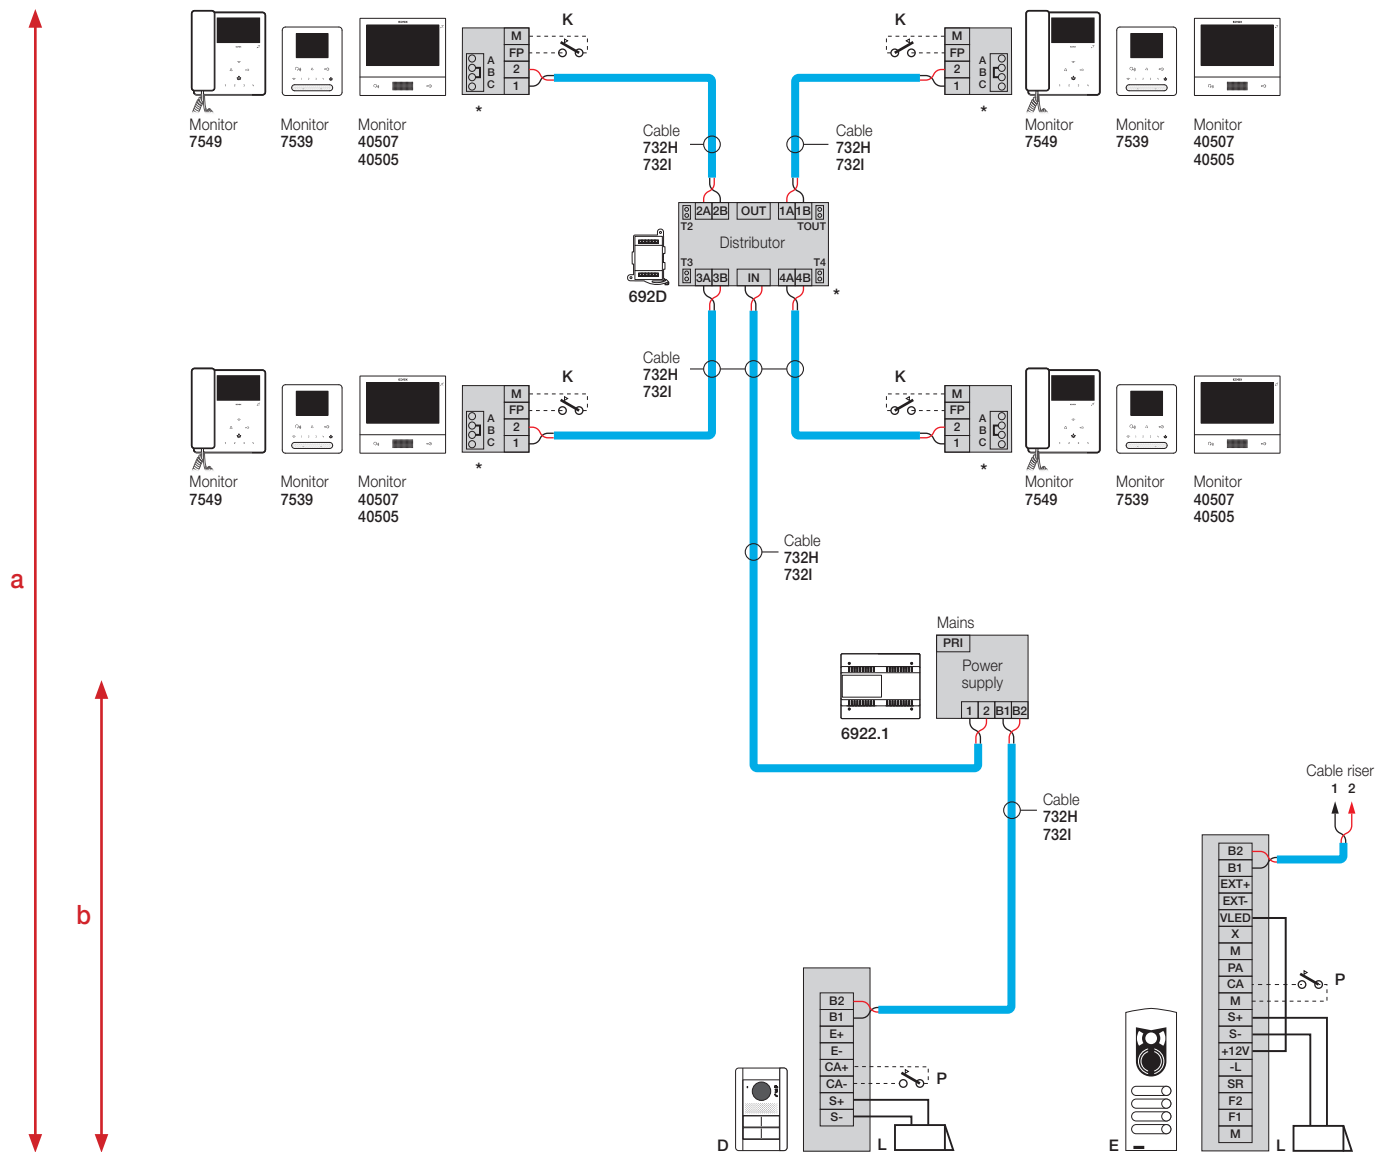 K
M
FP
A
B
C
2
1
*
Monitor
7549
Monitor
7539
Monitor
40507
40505
K
M
FP
A
B
C
2
1
*
Monitor
7549
Monitor
7539
Monitor
40507
40505
Cable
732H
732I
Cable
732H
732I
2A 2B OUT 1A 1B
T2 TOUT
Distributor
T3 T4
3A 3B IN 4A 4B
*
692D
Cable
732H
732I
K
M
FP
A
B
C
2
1
*
Monitor
7549
Monitor
7539
Monitor
40507
40505
K
M
FP
A
B
C
2
1
*
Monitor
7549
Monitor
7539
Monitor
40507
40505
Cable
732H
732I
a
b
Mains
PRI
Power
supply
1 2 B1 B2
6922.1
Cable
732H
732I
Cable riser
1 2
B2
B1
E+
E-
CA+
CA-
S+
S-
P
D
L
B2
B1
EXT+
EXT-
VLED
X
M
PA
CA
M
S+
S-
+12V
-L
SR
F2
F1
M
P
E
L